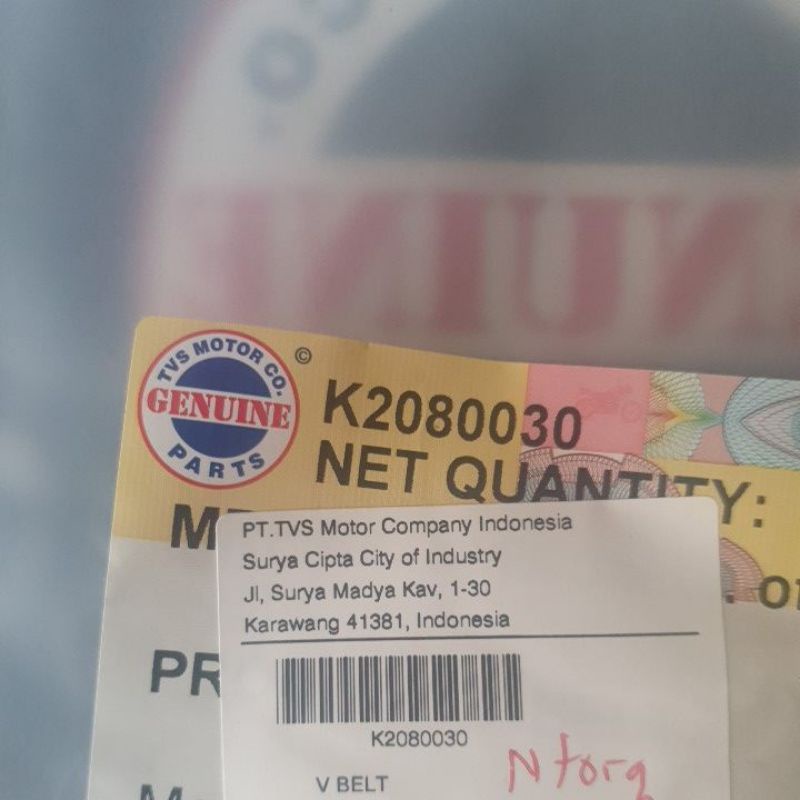 TVS MOTOR CO.
GENUINE
PARTS
©
K2080030
NET QUANTITY:
PT.TVS Motor Company Indonesia
Surya Cipta City of Industry
Jl, Surya Madya Kav, 1-30
Karawang 41381, Indonesia
K2080030
V BELT
Ntorq